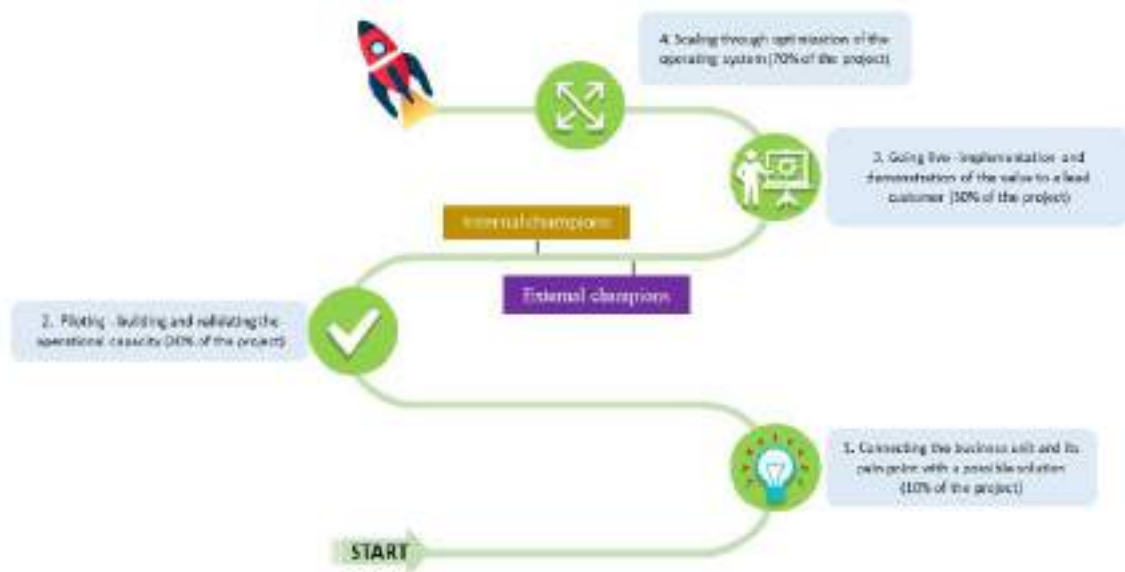 4. Scaling through optimization of the
operating system (70% of the project)
3. Going live - implementation and
demonstration of the value to a lead
customer of the project)
Internal champions
External champions
2. Piloting - building and validating the
operational capacity of the project)
1. Connecting the business unit and its
pain point with a possible solution
(10% of the project)
START